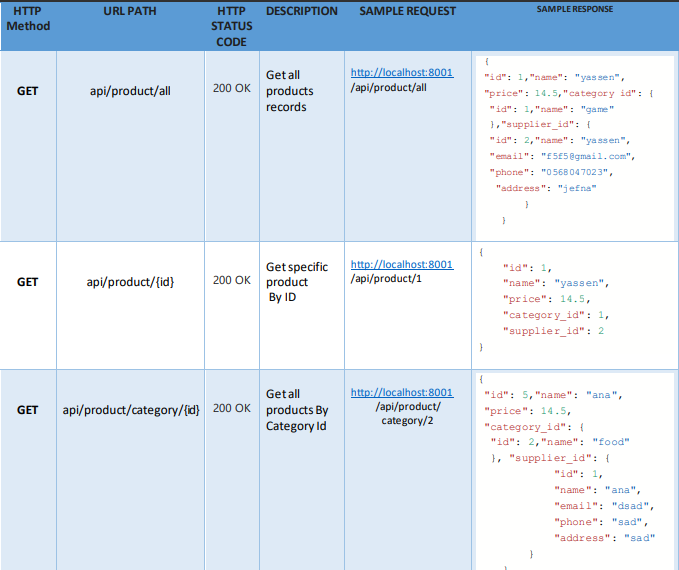 HTTP Method
URL PATH
HTTP STATUS CODE
DESCRIPTION
SAMPLE REQUEST
SAMPLE RESPONSE
GET
api/product/all
200 OK
Get all
products
records
http://localhost:8001
/api/product/all
{
"id": 1,"name": "yassen",
"price": 14.5,"category id": {
"id": 1,"name": "game"
},"supplier_id": {
"id": 2,"name": "yassen",
"email": "f5f5@gmail.com",
"phone": "0568047023",
"address": "jefna"
}
}
GET
api/product/{id}
200 OK
Get specific
product
By ID
http://localhost:8001
/api/product/1
{
"id": 1,
"name": "yassen",
"price": 14.5,
"category_id": 1,
"supplier_id": 2
}
GET
api/product/category/{id}
200 OK
Get all
products By
Category Id
http://localhost:8001
/api/product/
category/2
{
"id": 5,"name": "ana",
"price": 14.5,
"category_id": {
"id": 2,"name": "food"
}, "supplier_id": {
"id": 1,
"name": "ana",
"email": "dsad",
"phone": "sad",
"address": "sad"
}
}